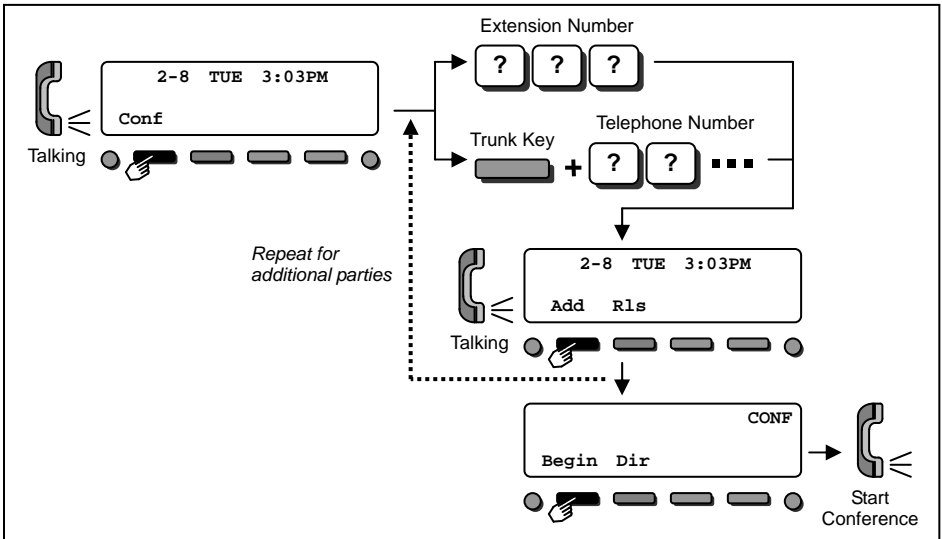 Extension Number
? ? ?
2-8 TUE 3:03PM
Conf
Talking
Trunk Key
+
Telephone Number
? ? ...
Repeat for
additional parties
2-8 TUE 3:03PM
Add Rls
Talking
CONF
Begin Dir
Start
Conference